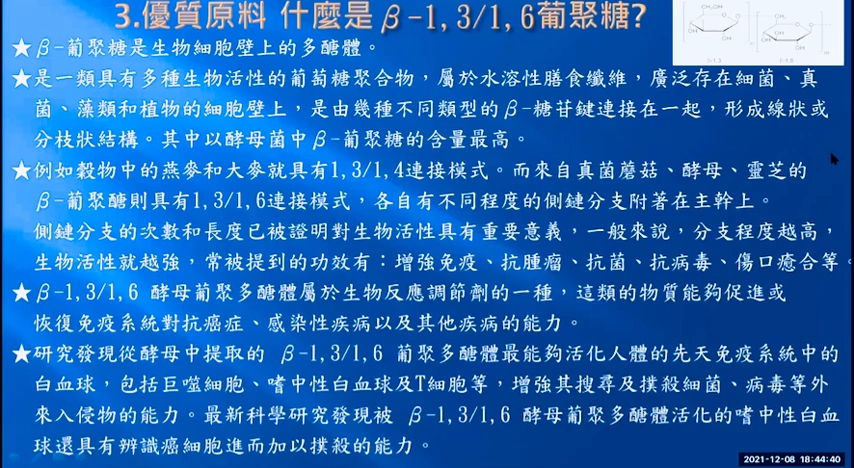 3.優質原料 什麼是β-1,3/1,6葡聚糖?
★β-葡聚糖是生物細胞壁上的多醣體。
★是一類具有多種生物活性的葡萄糖聚合物，屬於水溶性膳食纖維，廣泛存在細菌、真
菌、藻類和植物的細胞壁上，是由幾種不同類型的β-糖苷鍵連接在一起，形成線狀或
分枝狀結構。其中以酵母菌中β-葡聚糖的含量最高。
★例如穀物中的燕麥和大麥就具有1,3/1,4連接模式。而來自真菌蘑菇、酵母、靈芝的
β-葡聚醣則具有1,3/1,6連接模式，各自有不同程度的側鏈分支附著在主幹上。
側鏈分支的次數和長度已被證明對生物活性具有重要意義，一般來說，分支程度越高，
生物活性就越強，常被提到的功效有：增強免疫、抗腫瘤、抗菌、抗病毒、傷口癒合等。
★β-1,3/1,6 酵母葡聚多醣體屬於生物反應調節劑的一種，這類的物質能夠促進或
恢復免疫系統對抗癌症、感染性疾病以及其他疾病的能力。
★研究發現從酵母中提取的 β-1,3/1,6 葡聚多醣體最能夠活化人體的先天免疫系統中的
白血球，包括巨噬細胞、嗜中性白血球及T細胞等，增強其搜尋及撲殺細菌、病毒等外
來入侵物的能力。最新科學研究發現被 β-1,3/1,6 酵母葡聚多醣體活化的嗜中性白血
球還具有辨識癌細胞進而加以撲殺的能力。
2021-12-08 18:44:40